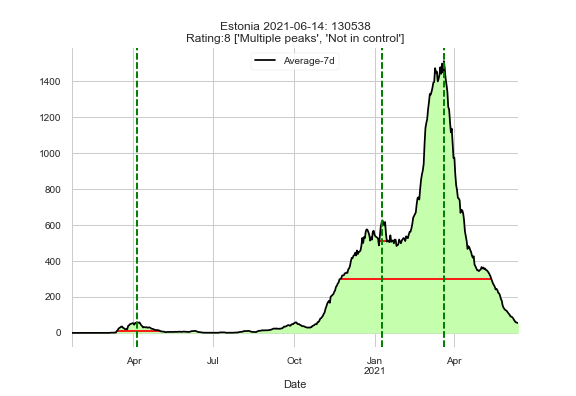 Estonia 2021-06-14: 130538
Rating:8 ['Multiple peaks', 'Not in control']
Average-7d
1400
1200
1000
800
600
400
200
0
Apr Jul Oct Jan Apr
2021
Date